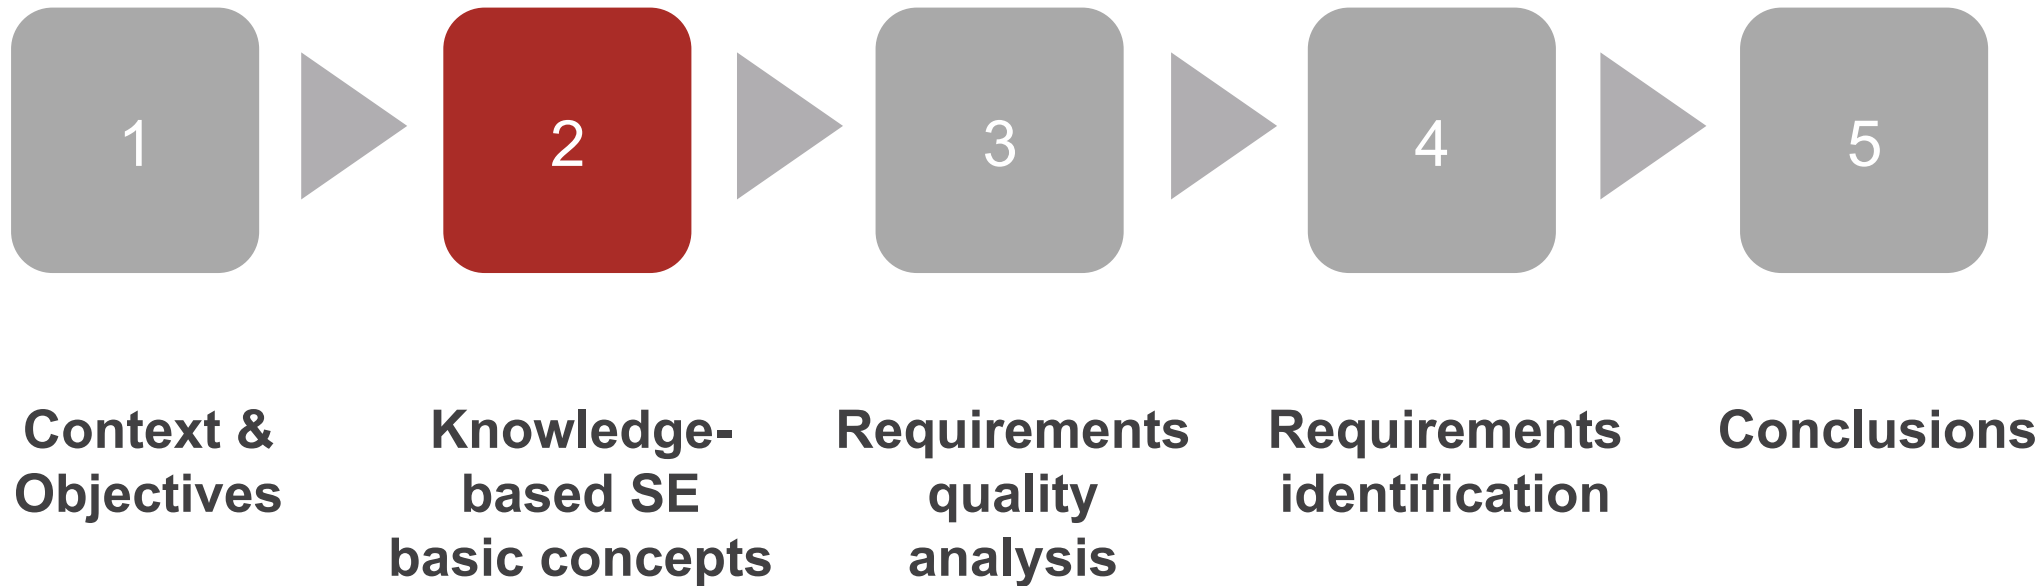 1
2
3
4
5
Context &
Objectives
Knowledge-
based SE
basic concepts
Requirements
quality
analysis
Requirements
identification
Conclusions